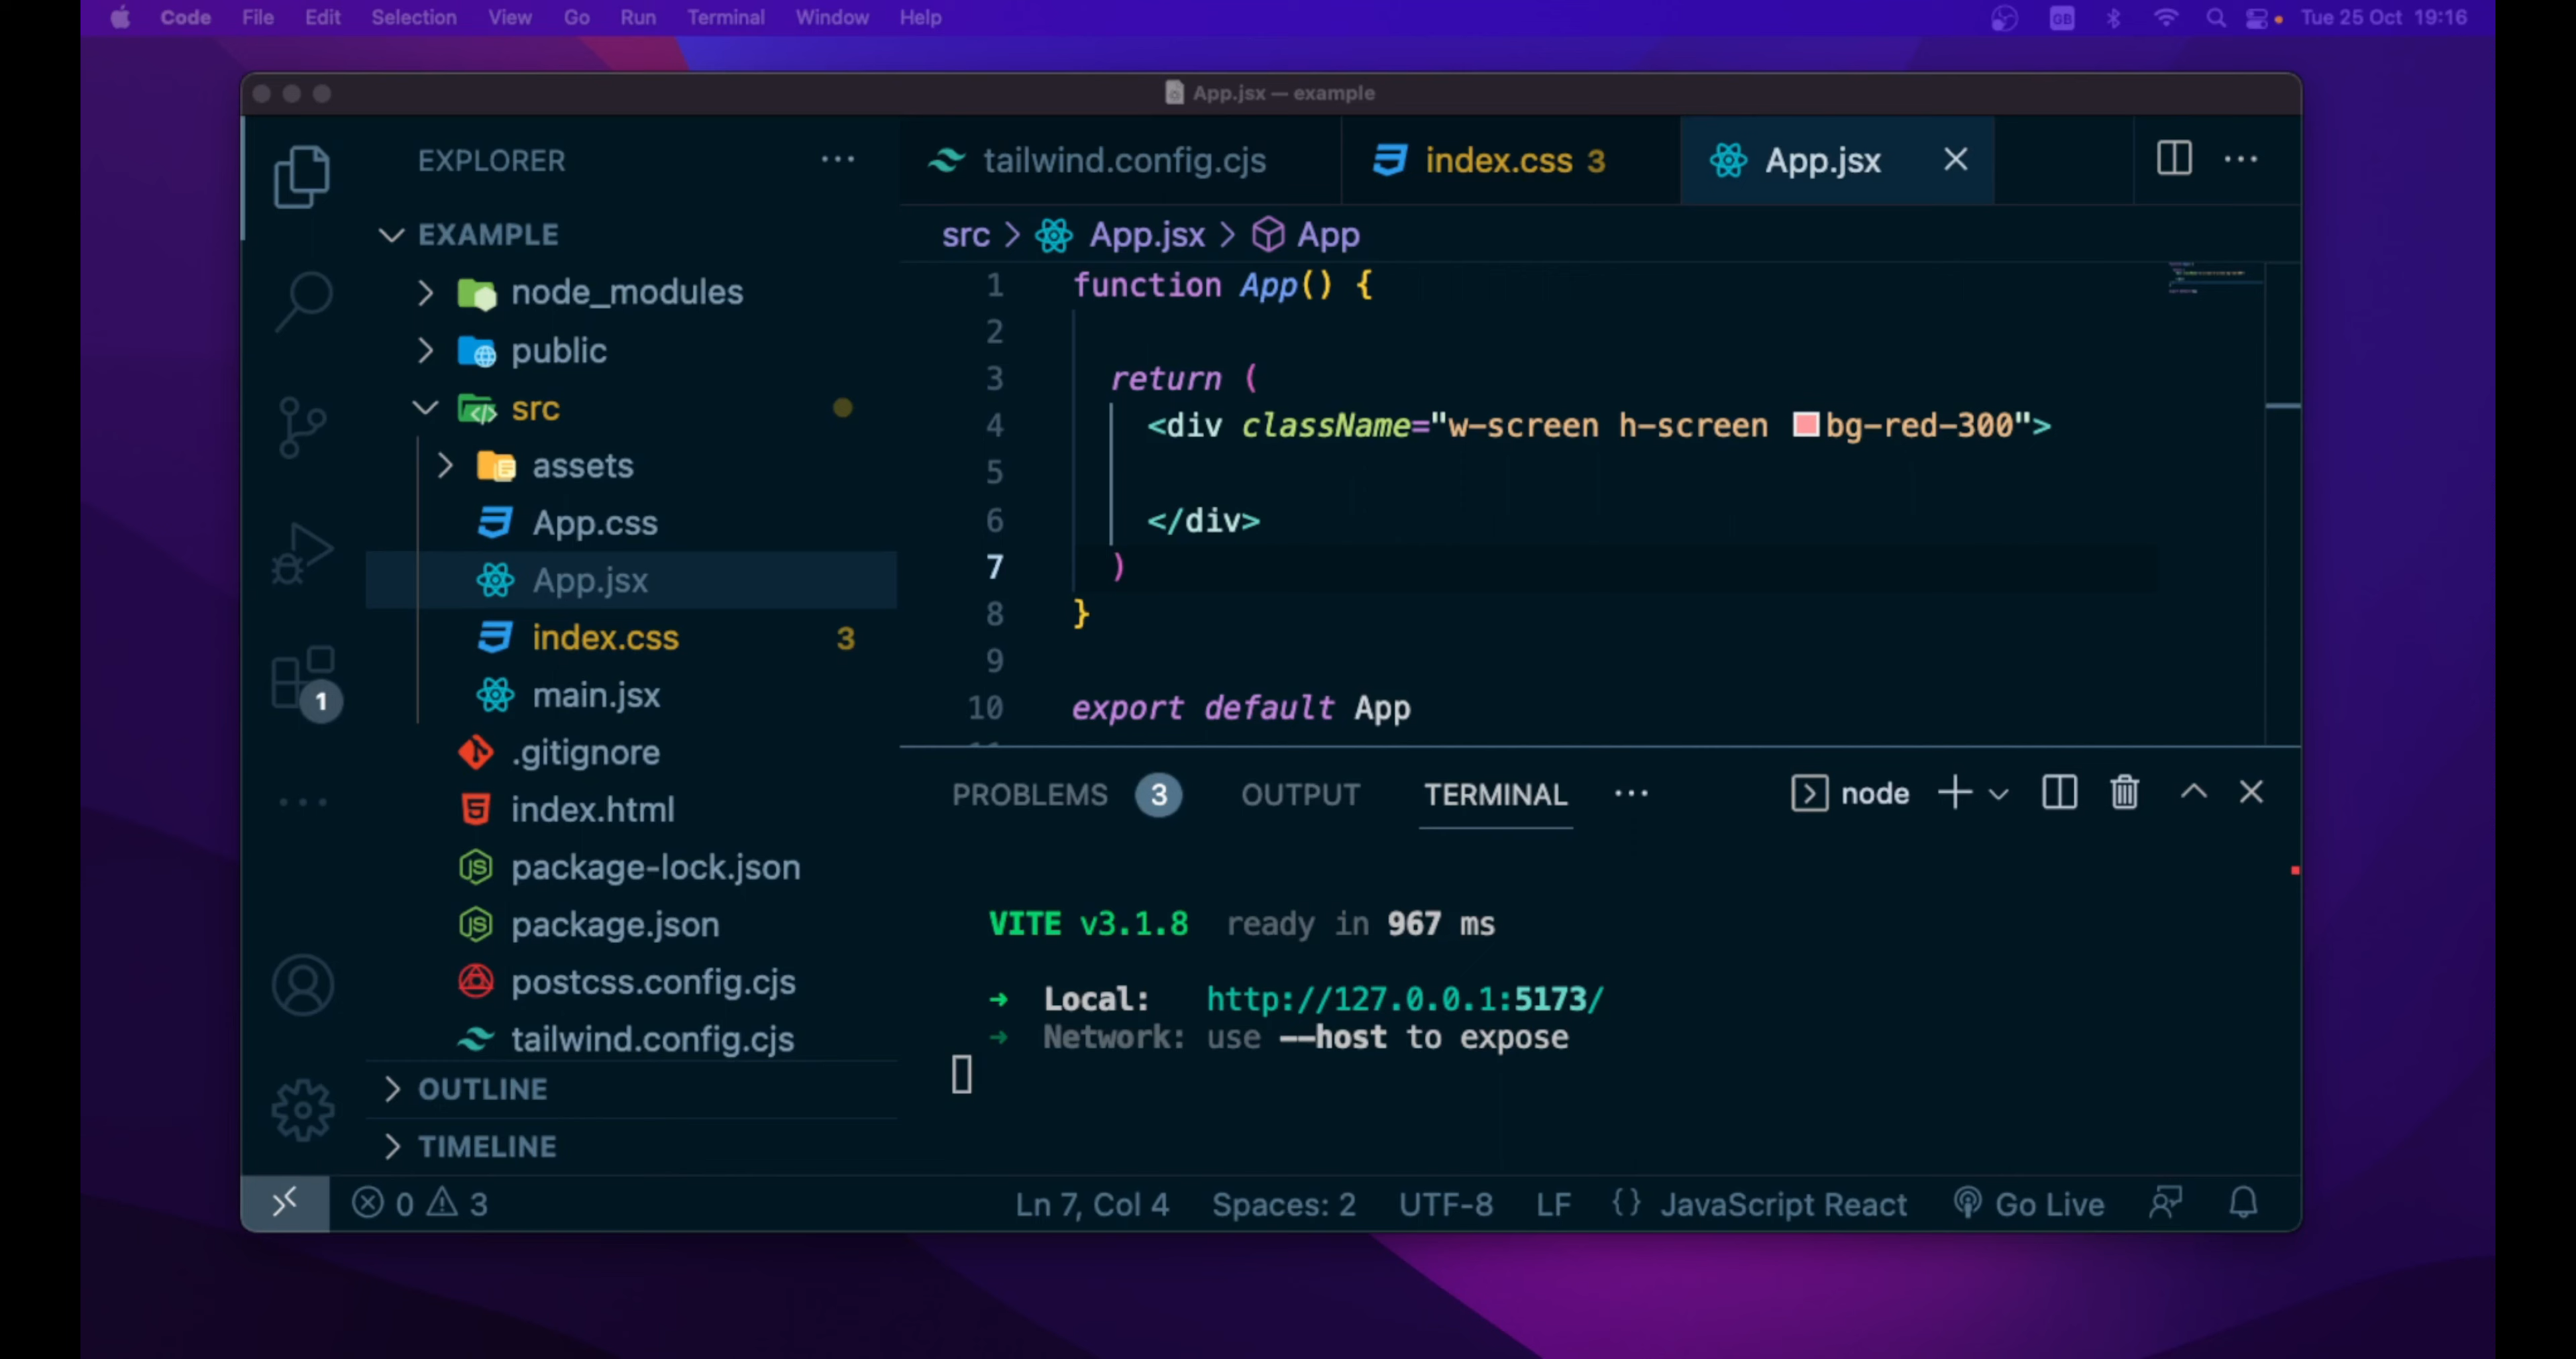 Code File Edit Selection View Go Run Terminal Window Help GB Tue 25 Oct 19:16
App.jsx — example
EXPLORER
EXAMPLE
node_modules
public
src
assets
App.css
App.jsx
index.css 3
main.jsx
.gitignore
index.html
package-lock.json
package.json
postcss.config.cjs
tailwind.config.cjs
OUTLINE
TIMELINE
1
tailwind.config.cjs index.css 3 App.jsx
src > App.jsx > App
1 function App() {
2
3 return (
4 <div className="w-screen h-screen bg-red-300">
5
6 </div>
7 )
8 }
9
10 export default App
PROBLEMS 3 OUTPUT TERMINAL node
VITE v3.1.8 ready in 967 ms
➜ Local: http://127.0.0.1:5173/
➜ Network: use --host to expose
0 3 Ln 7, Col 4 Spaces: 2 UTF-8 LF {} JavaScript React Go Live